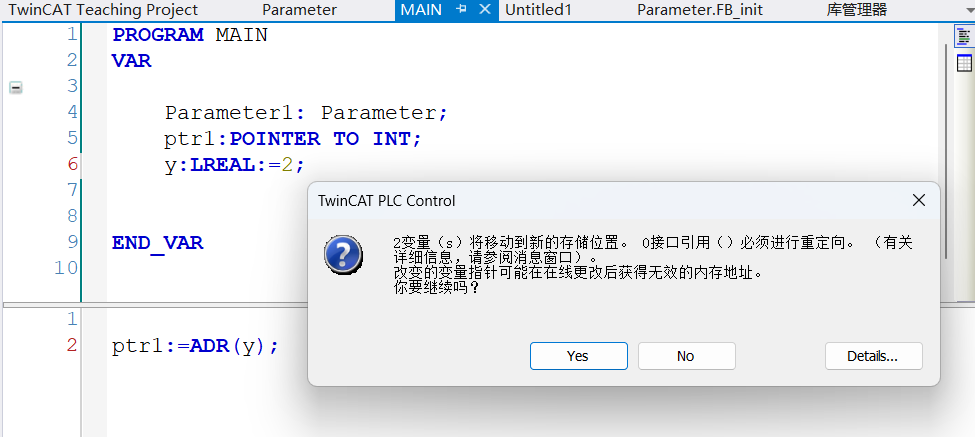 TwinCAT Teaching Project Parameter MAIN Untitled1 Parameter.FB_init 库管理器
1 PROGRAM MAIN
2 VAR
3
4 Parameter1: Parameter;
5 ptr1:POINTER TO INT;
6 y:LREAL:=2;
7
8
9 END_VAR
10
TwinCAT PLC Control
2变量（s）将移动到新的存储位置。 0接口引用（）必须进行重定向。 （有关
详细信息，请参阅消息窗口）。
改变的变量指针可能在在线更改后获得无效的内存地址。
你要继续吗？
Yes No Details...
1
2 ptr1:=ADR(y);